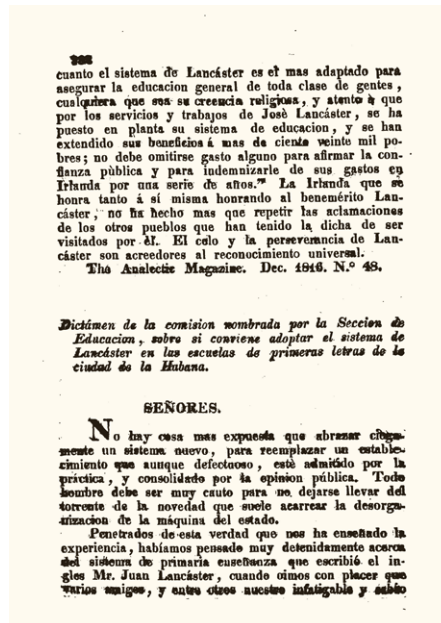 cuanto el sistema de Lancáster es el mas adaptado para
asegurar la educacion general de toda clase de gentes,
cualquiera que sea su creencia religiosa, y atento à que
por los servicios y trabajos de Josè Lancáster, se ha
puesto en planta su sistema de educacion, y se han
extendido sus beneficios á mas de ciento veinte mil po-
bres; no debe omitirse gasto alguno para afirmar la con-
fianza pùblica y para indemnizarle de sus gastos en
Irlanda por una serie de años." La Irlanda que se
honra tanto á sí misma honrando al benemérito Lan-
cáster, no ha hecho mas que repetir las aclamaciones
de los otros pueblos que han tenido la dicha de ser
visitados por èl. El celo y la perseverancia de Lan-
cáster son acreedores al reconocimiento universal.
The Analectic Magazine. Dec. 1816. N.º 48.
Dictámen de la comision nombrada por la Seccion de
Educacion, sobre si conviene adoptar el sistema de
Lancáster en las escuelas de primeras letras de la
ciudad de la Habana.
SEÑORES.
No hay cosa mas expuesta que abrazar ciega-
mente un sistema nuevo, para reemplazar un estable-
cimiento que aunque defectuoso, estè admitido por la
práctica, y consolidado por la opinion pùblica. Todo
hombre debe ser muy cauto para no dejarse llevar del
torrente de la novedad que suele acarrear la desorga-
nizacion de la máquina del estado.
Penetrados de esta verdad que nos ha enseñado la
experiencia, habíamos pensado muy detenidamente acerca
del sistema de primaria enseñanza que escribió el in-
gles Mr. Juan Lancáster, cuando oimos con placer que
varios amigos, y entre otros nuestro infatigable y sabio